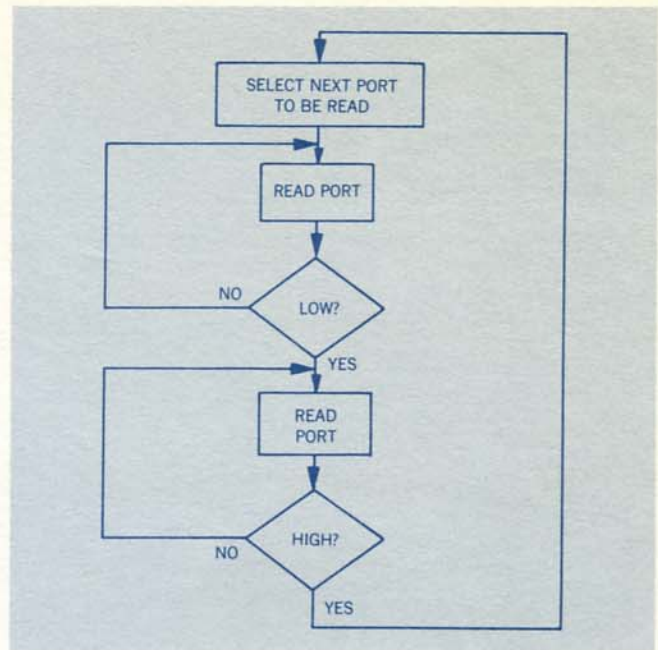 SELECT NEXT PORT
TO BE READ
READ PORT
NO
LOW?
YES
READ
PORT
NO
HIGH?
YES